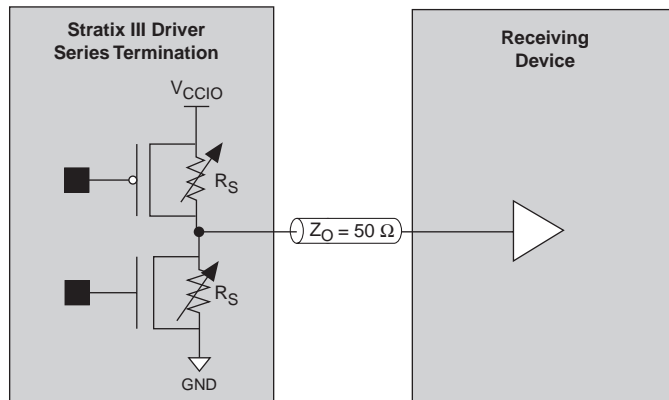 Stratix III Driver
Series Termination
Receiving
Device
VCCIO
RS
ZO = 50 Ω
RS
GND